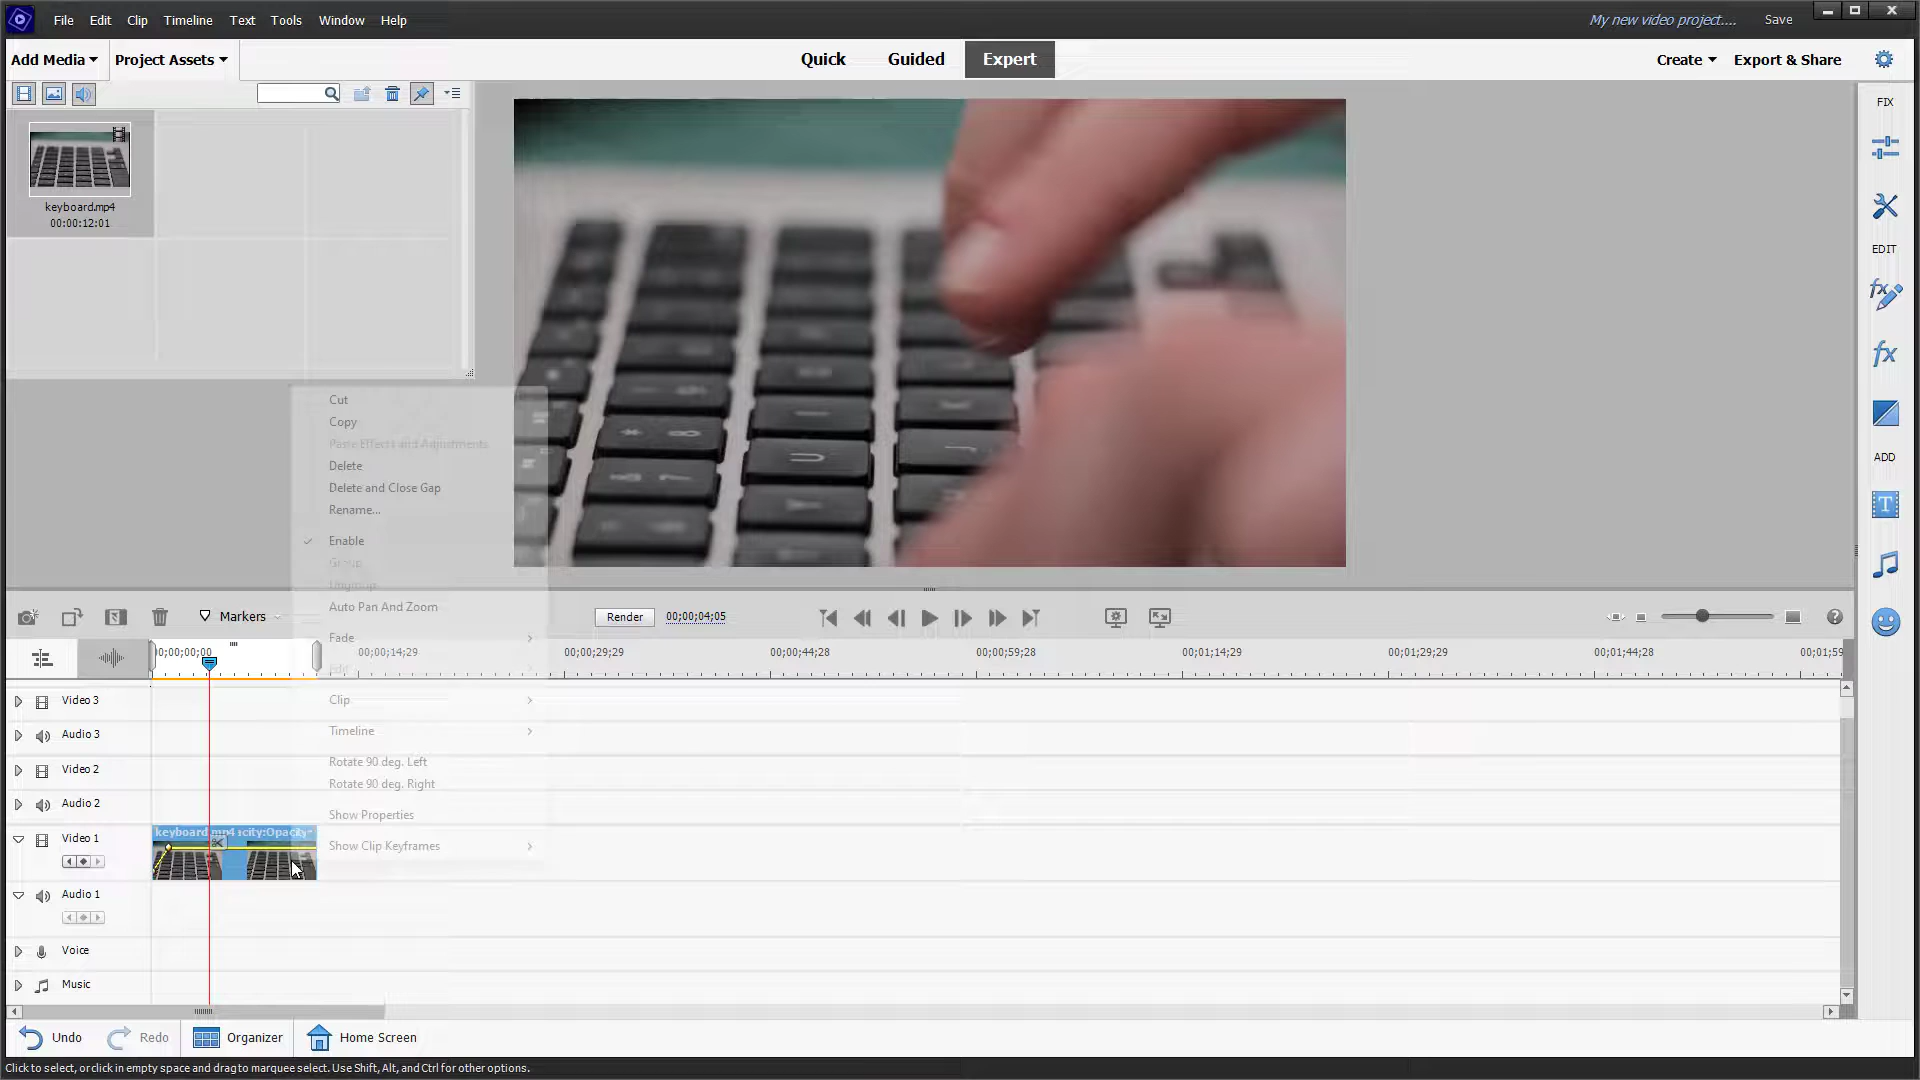 File Edit Clip Timeline Text Tools Window Help
My new video project.... Save
Add Media Project Assets
Quick Guided Expert
Create Export & Share
FIX
keyboard.mp4
00:00:12:01
EDIT
Cut
Copy
Paste Effects and Adjustments
Delete
Delete and Close Gap
Rename...
Enable
Group
Ungroup
Auto Pan And Zoom
Fade
Edit
Clip
Timeline
Rotate 90 deg. Left
Rotate 90 deg. Right
Show Properties
Show Clip Keyframes
ADD
Markers
Render 00;00;04;05
00;00;00;00 00;00;14;29 00;00;29;29 00;00;44;28 00;00;59;28 00;01;14;29 00;01;29;29 00;01;44;28 00;01;59
Video 3
Audio 3
Video 2
Audio 2
Video 1
keyboard.mp4 :city:Opacity
Audio 1
Voice
Music
Undo Redo Organizer Home Screen
Click to select, or click in empty space and drag to marquee select. Use Shift, Alt, and Ctrl for other options.